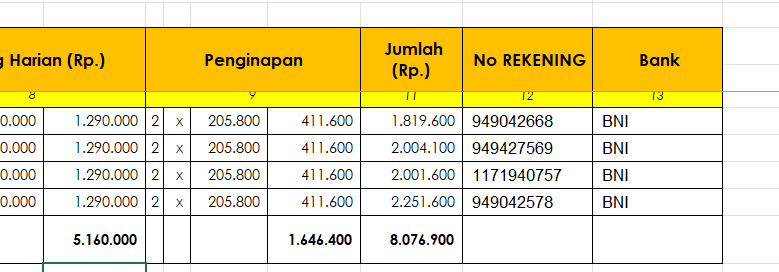 g Harian (Rp.) Penginapan Jumlah (Rp.) No REKENING Bank
8 9 11 12 13
0.000 1.290.000 2 x 205.800 411.600 1.819.600 949042668 BNI
0.000 1.290.000 2 x 205.800 411.600 2.004.100 949427569 BNI
0.000 1.290.000 2 x 205.800 411.600 2.001.600 1171940757 BNI
0.000 1.290.000 2 x 205.800 411.600 2.251.600 949042578 BNI
5.160.000 1.646.400 8.076.900